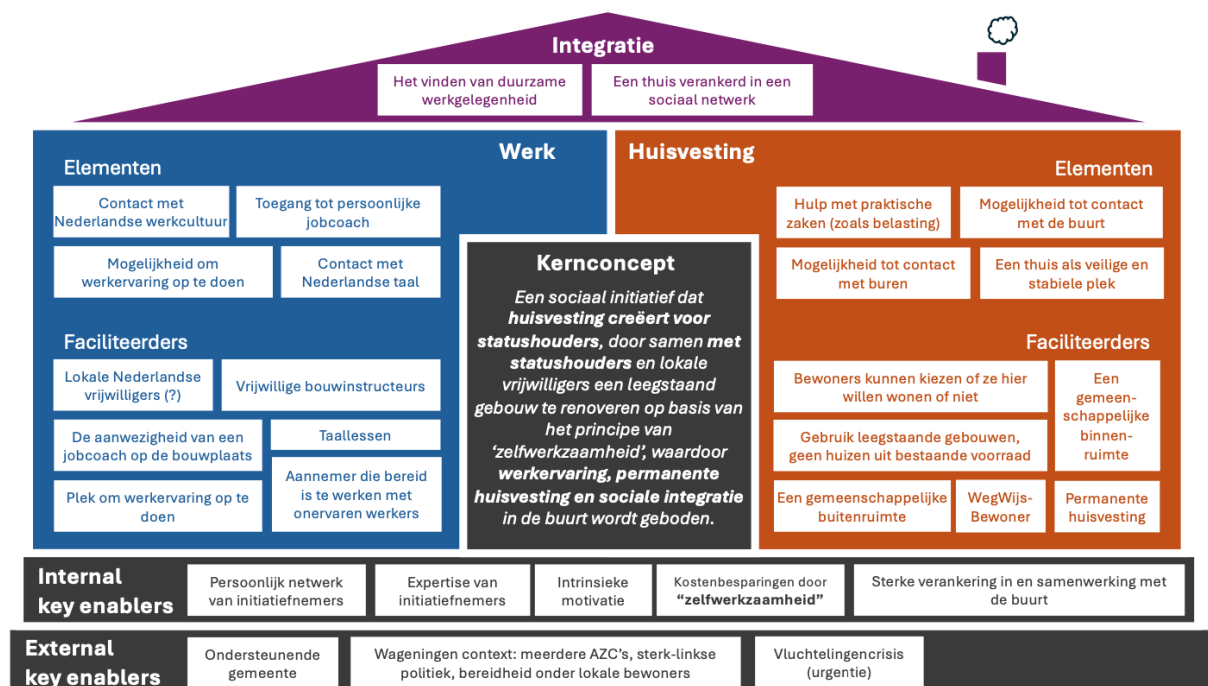 Integratie
Het vinden van duurzame
werkgelegenheid
Een thuis verankerd in een
sociaal netwerk
Werk
Elementen
Contact met
Nederlandse werkcultuur
Toegang tot persoonlijke
jobcoach
Mogelijkheid om
werkervaring op te doen
Contact met
Nederlandse taal
Faciliteerders
Lokale Nederlandse
vrijwilligers (?)
Vrijwillige bouwinstructeurs
De aanwezigheid van een
jobcoach op de bouwplaats
Taallessen
Plek om werkervaring op te
doen
Aannemer die bereid
is te werken met
onervaren werkers
Kernconcept
Een sociaal initiatief dat
huisvesting creëert voor
statushouders, door samen met
statushouders en lokale
vrijwilligers een leegstaand
gebouw te renoveren op basis van
het principe van
‘zelfwerkzaamheid’, waardoor
werkervaring, permanente
huisvesting en sociale integratie
in de buurt wordt geboden.
Huisvesting
Elementen
Hulp met praktische
zaken (zoals belasting)
Mogelijkheid tot contact
met de buurt
Mogelijkheid tot contact
met buren
Een thuis als veilige en
stabiele plek
Faciliteerders
Bewoners kunnen kiezen of ze hier
willen wonen of niet
Een
gemeen-
schappelijke
binnen-
ruimte
Gebruik leegstaande gebouwen,
geen huizen uit bestaande voorraad
Een gemeenschappelijke
buitenruimte
WegWijs-
Bewoner
Permanente
huisvesting
Internal
key enablers
Persoonlijk netwerk
van initiatiefnemers
Expertise van
initiatiefnemers
Intrinsieke
motivatie
Kostenbesparingen door
“zelfwerkzaamheid”
Sterke verankering in en samenwerking met
de buurt
External
key enablers
Ondersteunende
gemeente
Wageningen context: meerdere AZC’s, sterk-linkse
politiek, bereidheid onder lokale bewoners
Vluchtelingencrisis
(urgentie)